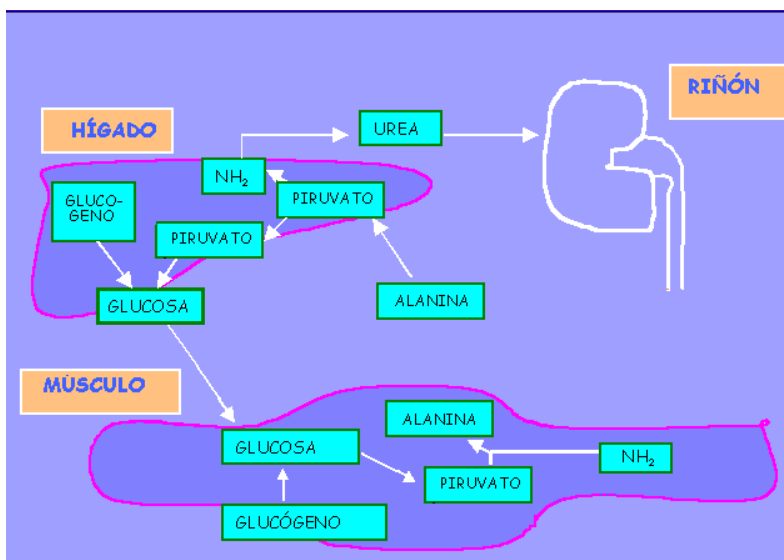 RIÑÓN
HÍGADO
UREA
NH₂
PIRUVATO
GLUCO-
GENO
PIRUVATO
GLUCOSA
ALANINA
MÚSCULO
ALANINA
GLUCOSA
NH₂
PIRUVATO
GLUCÓGENO